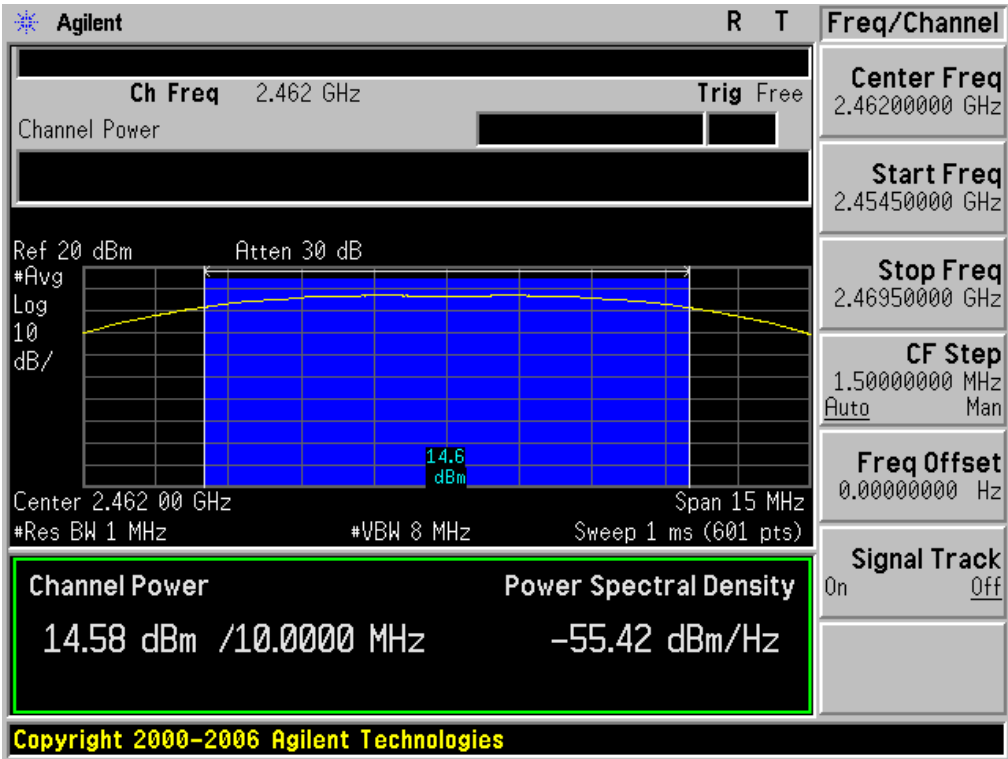 Agilent R T
Ch Freq 2.462 GHz Trig Free
Channel Power
Ref 20 dBm Atten 30 dB
#Avg
Log
10
dB/
14.6
dBm
Center 2.462 00 GHz Span 15 MHz
#Res BW 1 MHz #VBW 8 MHz Sweep 1 ms (601 pts)
Channel Power Power Spectral Density
14.58 dBm /10.0000 MHz -55.42 dBm/Hz
Copyright 2000-2006 Agilent Technologies
Freq/Channel
Center Freq
2.46200000 GHz
Start Freq
2.45450000 GHz
Stop Freq
2.46950000 GHz
CF Step
1.50000000 MHz
Auto Man
Freq Offset
0.00000000 Hz
Signal Track
On Off